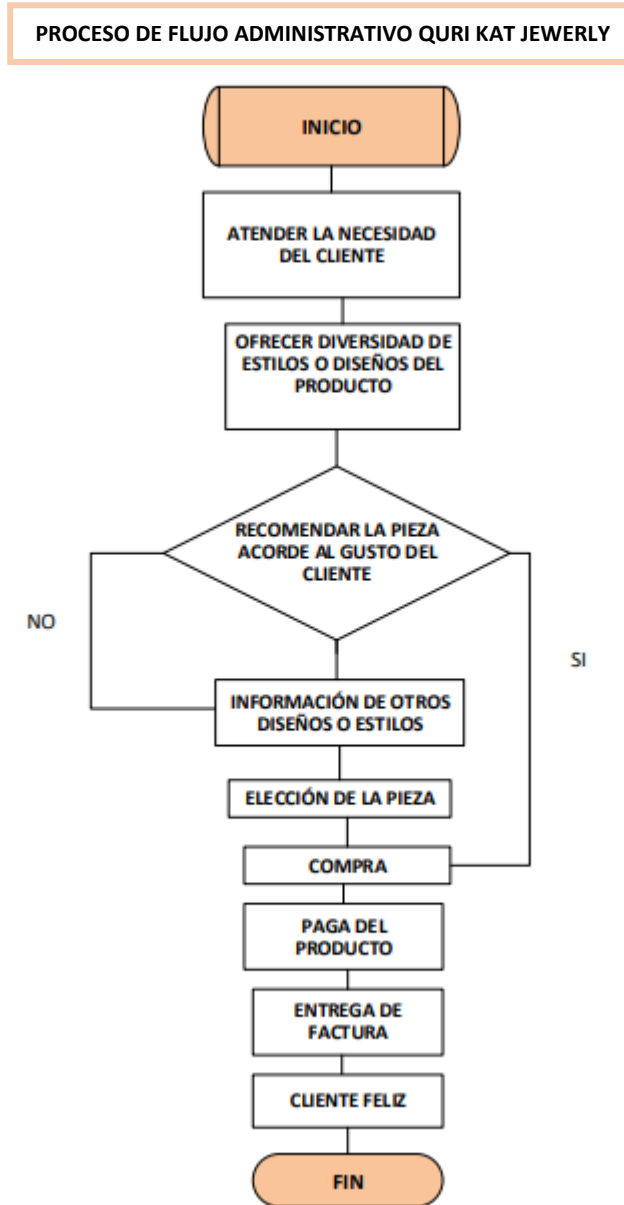 PROCESO DE FLUJO ADMINISTRATIVO QURI KAT JEWERLY
INICIO
ATENDER LA NECESIDAD
DEL CLIENTE
OFRECER DIVERSIDAD DE
ESTILOS O DISEÑOS DEL
PRODUCTO
RECOMENDAR LA PIEZA
ACORDE AL GUSTO DEL
CLIENTE
NO
SI
INFORMACIÓN DE OTROS
DISEÑOS O ESTILOS
ELECCIÓN DE LA PIEZA
COMPRA
PAGA DEL
PRODUCTO
ENTREGA DE
FACTURA
CLIENTE FELIZ
FIN